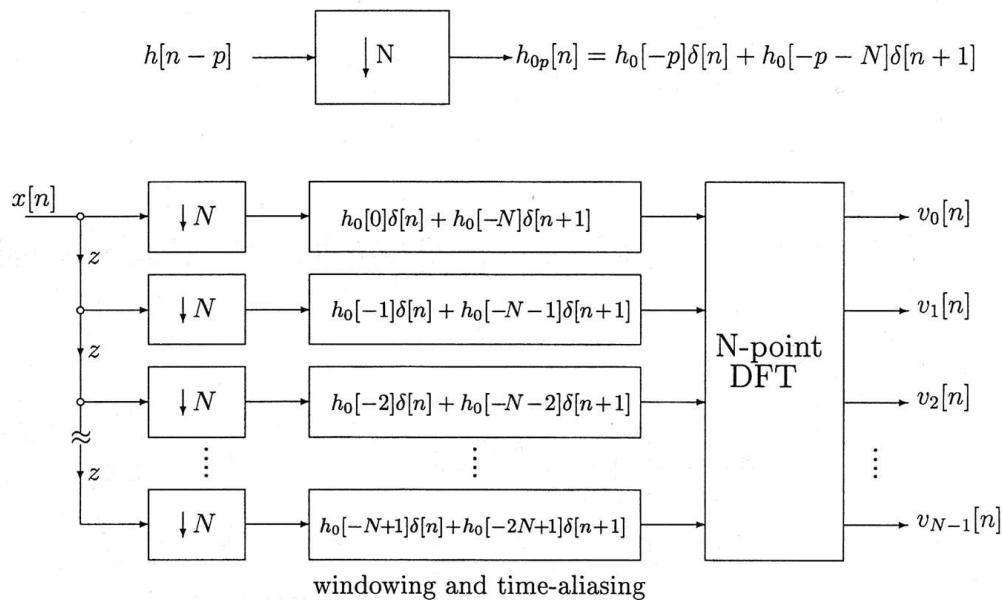 h[n − p] ↓ N h₀ₚ[n] = h₀[−p]δ[n] + h₀[−p − N]δ[n + 1]
x[n] ↓ N h₀[0]δ[n] + h₀[−N]δ[n+1] v₀[n]
z
↓ N h₀[−1]δ[n] + h₀[−N−1]δ[n+1] v₁[n]
z
N-point
DFT
↓ N h₀[−2]δ[n] + h₀[−N−2]δ[n+1] v₂[n]
z
↓ N h₀[−N+1]δ[n]+h₀[−2N+1]δ[n+1] v_{N−1}[n]
windowing and time-aliasing